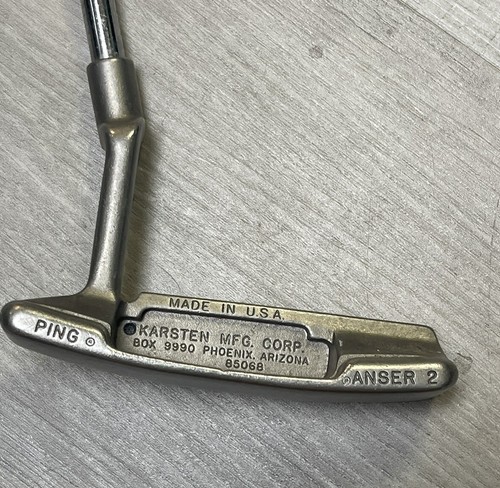 MADE IN U.S.A.
PING ®
KARSTEN MFG. CORP.
BOX 9990 PHOENIX, ARIZONA
85068
®ANSER 2